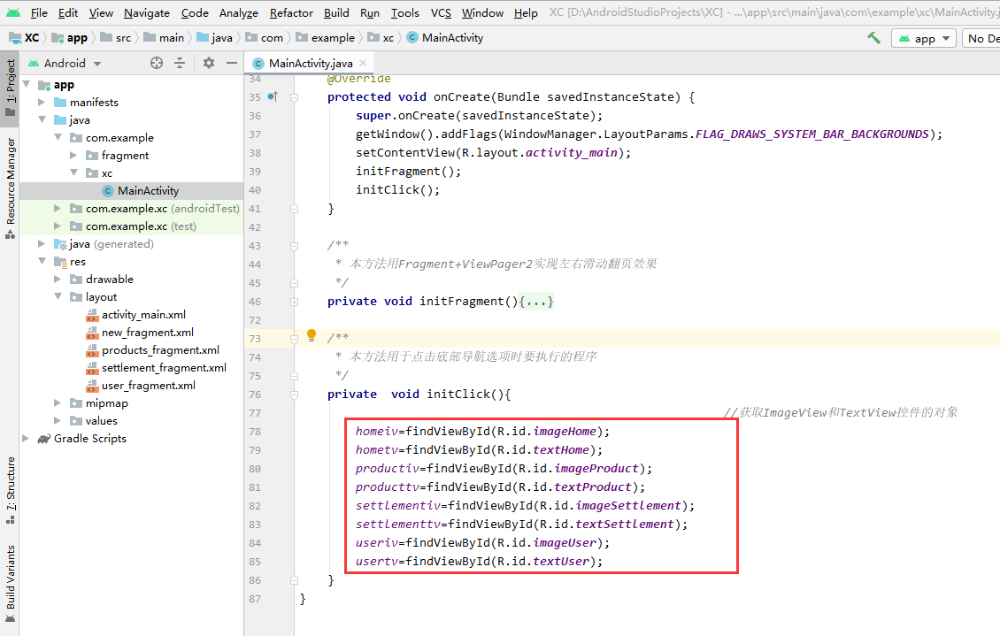 File Edit View Navigate Code Analyze Refactor Build Run Tools VCS Window Help XC [D:\AndroidStudioProjects\XC] - ...\app\src\main\java\com\example\xc\MainActivity.j
XC app src main java com example xc MainActivity app No De
1: Project
Resource Manager
7: Structure
Build Variants
Android
app
manifests
java
com.example
fragment
xc
MainActivity
com.example.xc (androidTest)
com.example.xc (test)
java (generated)
res
drawable
layout
activity_main.xml
new_fragment.xml
products_fragment.xml
settlement_fragment.xml
user_fragment.xml
mipmap
values
Gradle Scripts
MainActivity.java
34 @Override
35 protected void onCreate(Bundle savedInstanceState) {
36 super.onCreate(savedInstanceState);
37 getWindow().addFlags(WindowManager.LayoutParams.FLAG_DRAWS_SYSTEM_BAR_BACKGROUNDS);
38 setContentView(R.layout.activity_main);
39 initFragment();
40 initClick();
41 }
42
43 /**
44 * 本方法用Fragment+ViewPager2实现左右滑动翻页效果
45 */
46 private void initFragment(){...}
72
73 /**
74 * 本方法用于点击底部导航选项时要执行的程序
75 */
76 private void initClick(){
77 //获取ImageView和TextView控件的对象
78 homeiv=findViewById(R.id.imageHome);
79 hometv=findViewById(R.id.textHome);
80 productiv=findViewById(R.id.imageProduct);
81 producttv=findViewById(R.id.textProduct);
82 settlementiv=findViewById(R.id.imageSettlement);
83 settlementtv=findViewById(R.id.textSettlement);
84 useriv=findViewById(R.id.imageUser);
85 usertv=findViewById(R.id.textUser);
86 }
87 }